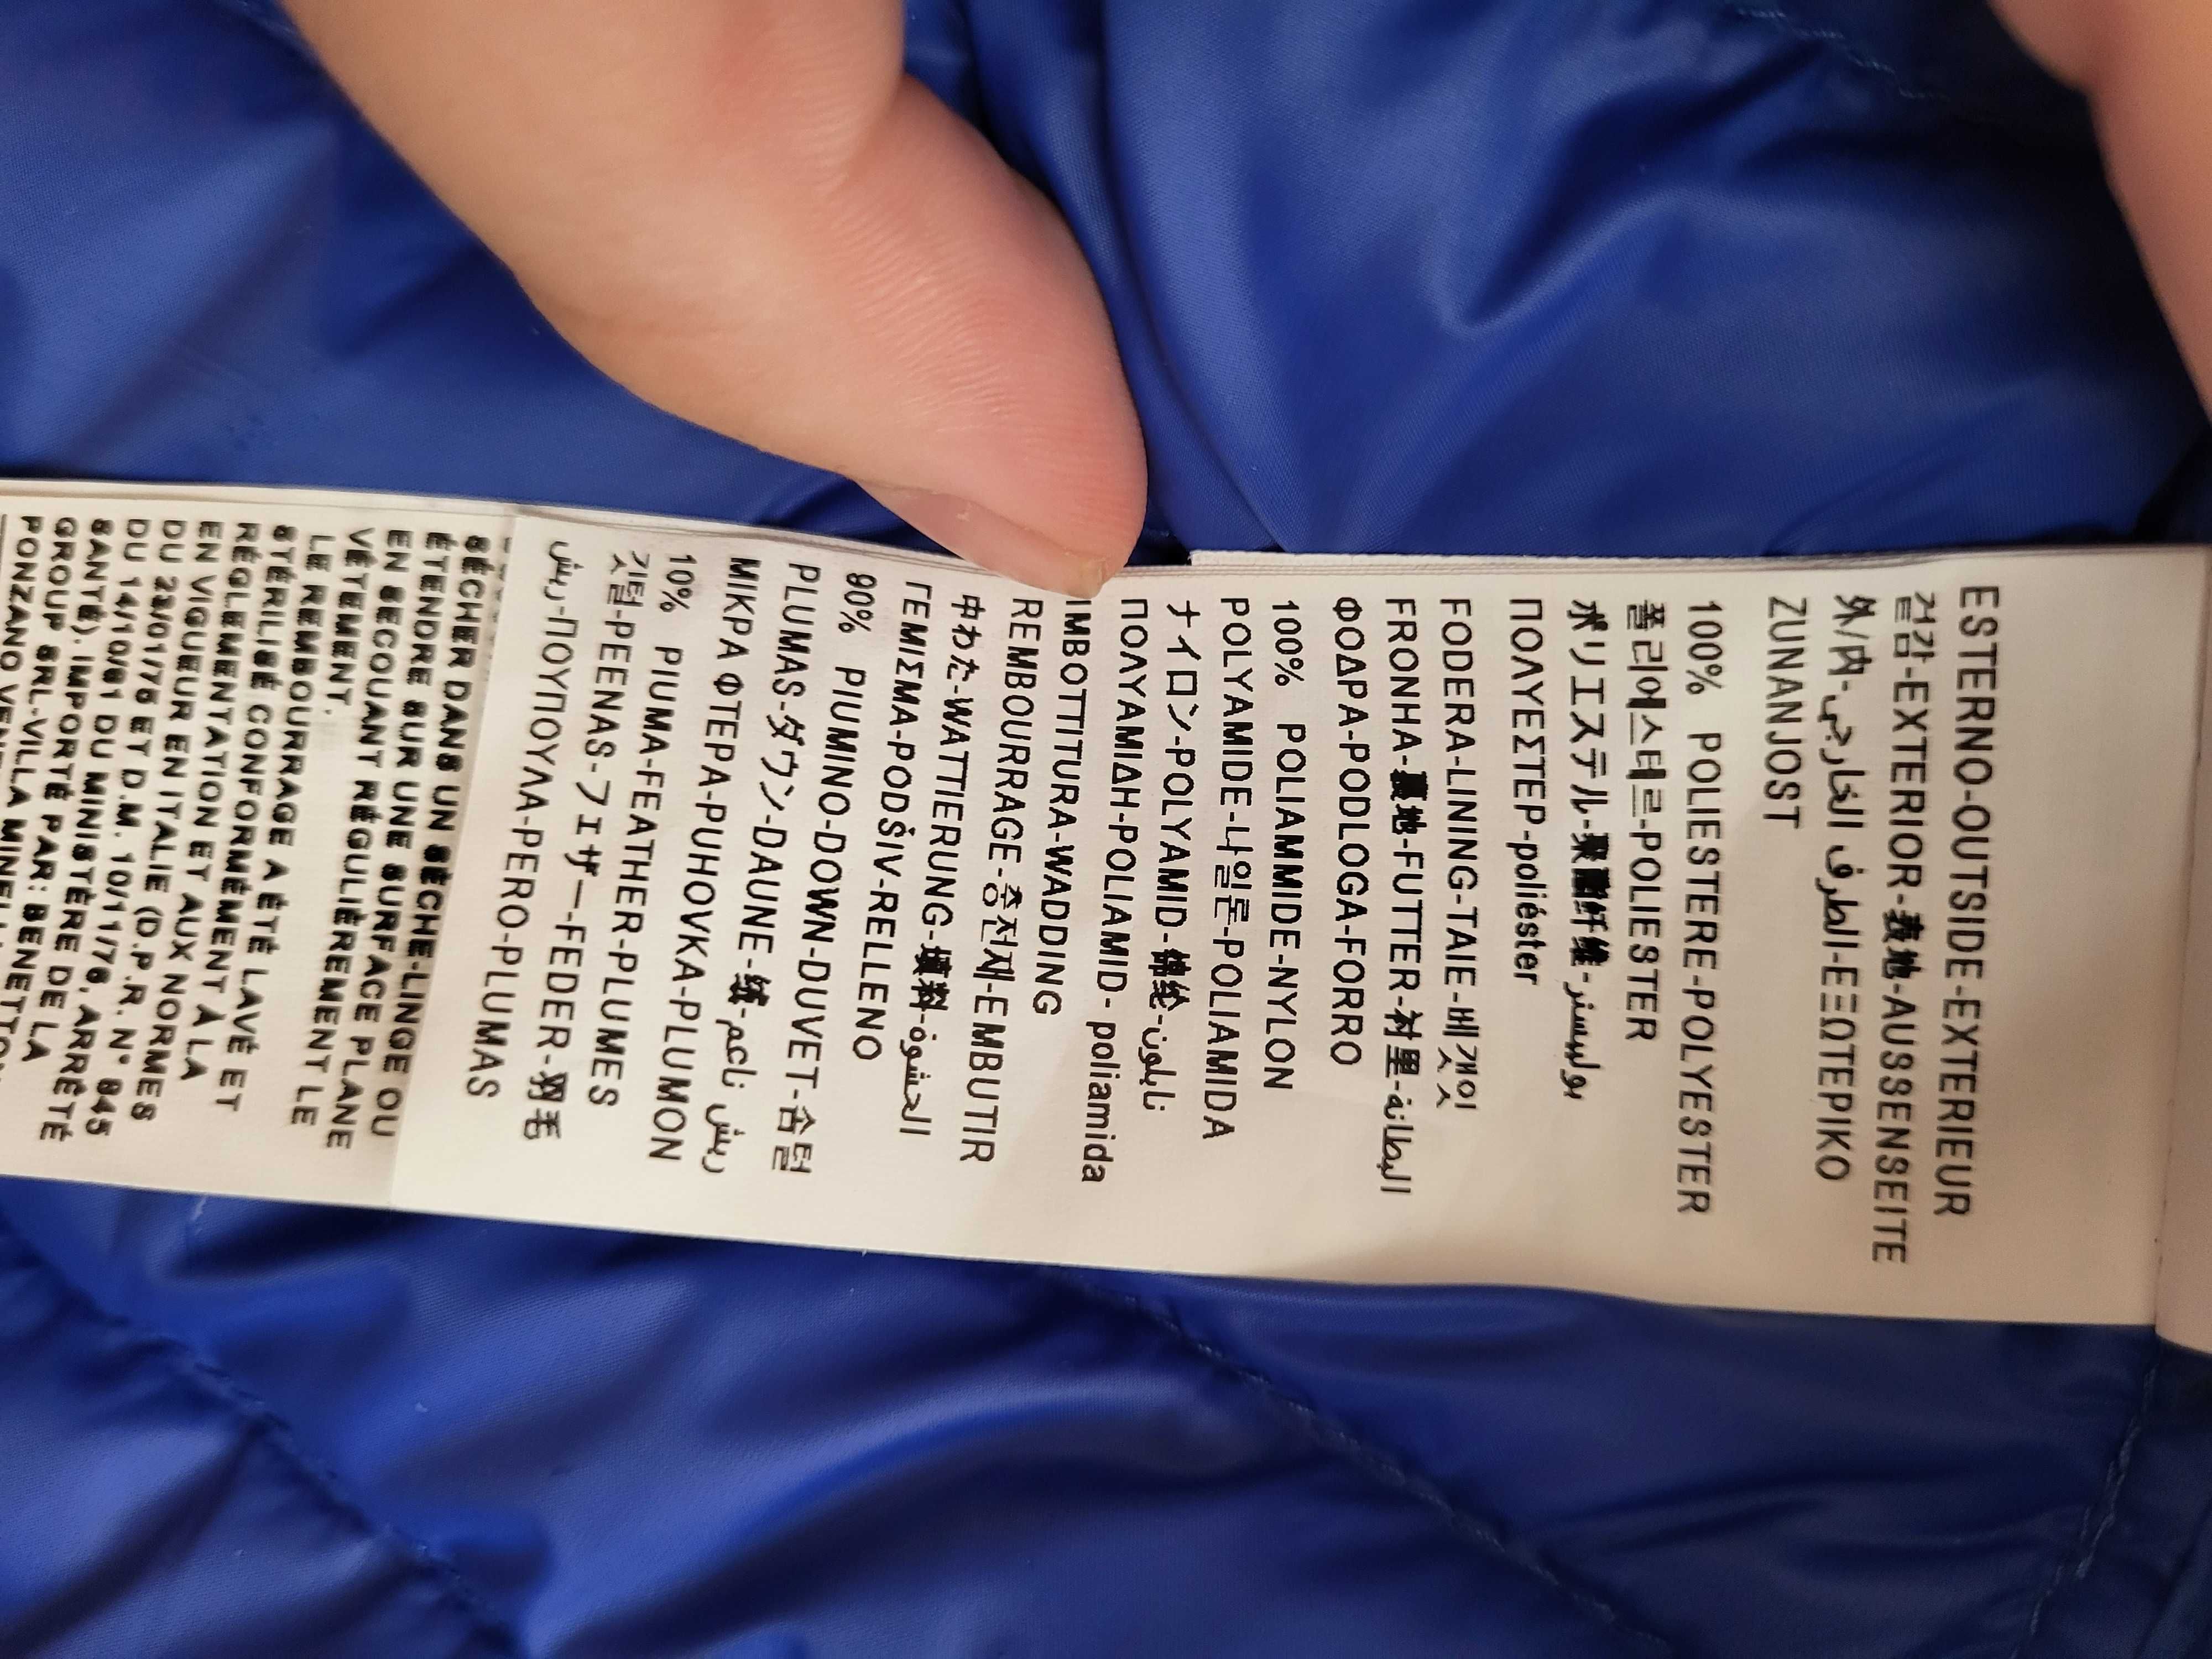 ESTERNO-OUTSIDE-EXTERIEUR
겉감-EXTERIOR-表地-AUSSENSEITE
外/内-الطرف الخارجي-ΕΞΩΤΕΡΙΚΟ
ZUNANJOST
100% POLIESTERE-POLYESTER
폴리에스테르-POLIESTER
ポリエステル-聚酯纤维-بوليستر
ΠΟΛΥΕΣΤΕΡ-poliéster
FODERA-LINING-TAIE-베갯잇
FRONHA-裏地-FUTTER-衬里-البطانة
ΦΟΔΡΑ-PODLOGA-FORRO
100% POLIAMMIDE-NYLON
POLYAMIDE-나일론-POLIAMIDA
ナイロン-POLYAMID-锦纶-نايلون
ΠΟΛΥΑΜΙΔΗ-POLIAMID- poliamida
IMBOTTITURA-WADDING
REMBOURRAGE-충전재-EMBUTIR
中わた-WATTIERUNG-填料-الحشوة
ΓΕΜΙΣΜΑ-PODŠIV-RELLENO
90% PIUMINO-DOWN-DUVET-솜털
PLUMAS-ダウン-DAUNE-绒-ريش ناعم
ΜΙΚΡΑ ΦΤΕΡΑ-PUHOVKA-PLUMON
10% PIUMA-FEATHER-PLUMES
깃털-PEENAS-フェザー-FEDER-羽毛
ريش-ΠΟΥΠΟΥΛΑ-PERO-PLUMAS
SÉCHER DANS UN SÈCHE-LINGE OU
ÉTENDRE SUR UNE SURFACE PLANE
EN SECOUANT RÉGULIÈREMENT LE
VÊTEMENT.
LE REMBOURRAGE A ÉTÉ LAVÉ ET
STÉRILISÉ CONFORMÉMENT À LA
RÉGLEMENTATION ET AUX NORMES
EN VIGUEUR EN ITALIE (D.P.R. N° 845
DU 23/01/76 ET D.M. 10/11/76, ARRÊTÉ
DU 14/10/81 DU MINISTÈRE DE LA
SANTÉ). IMPORTÉ PAR: BENETTON
GROUP SRL-VILLA MINELLI
PONZANO